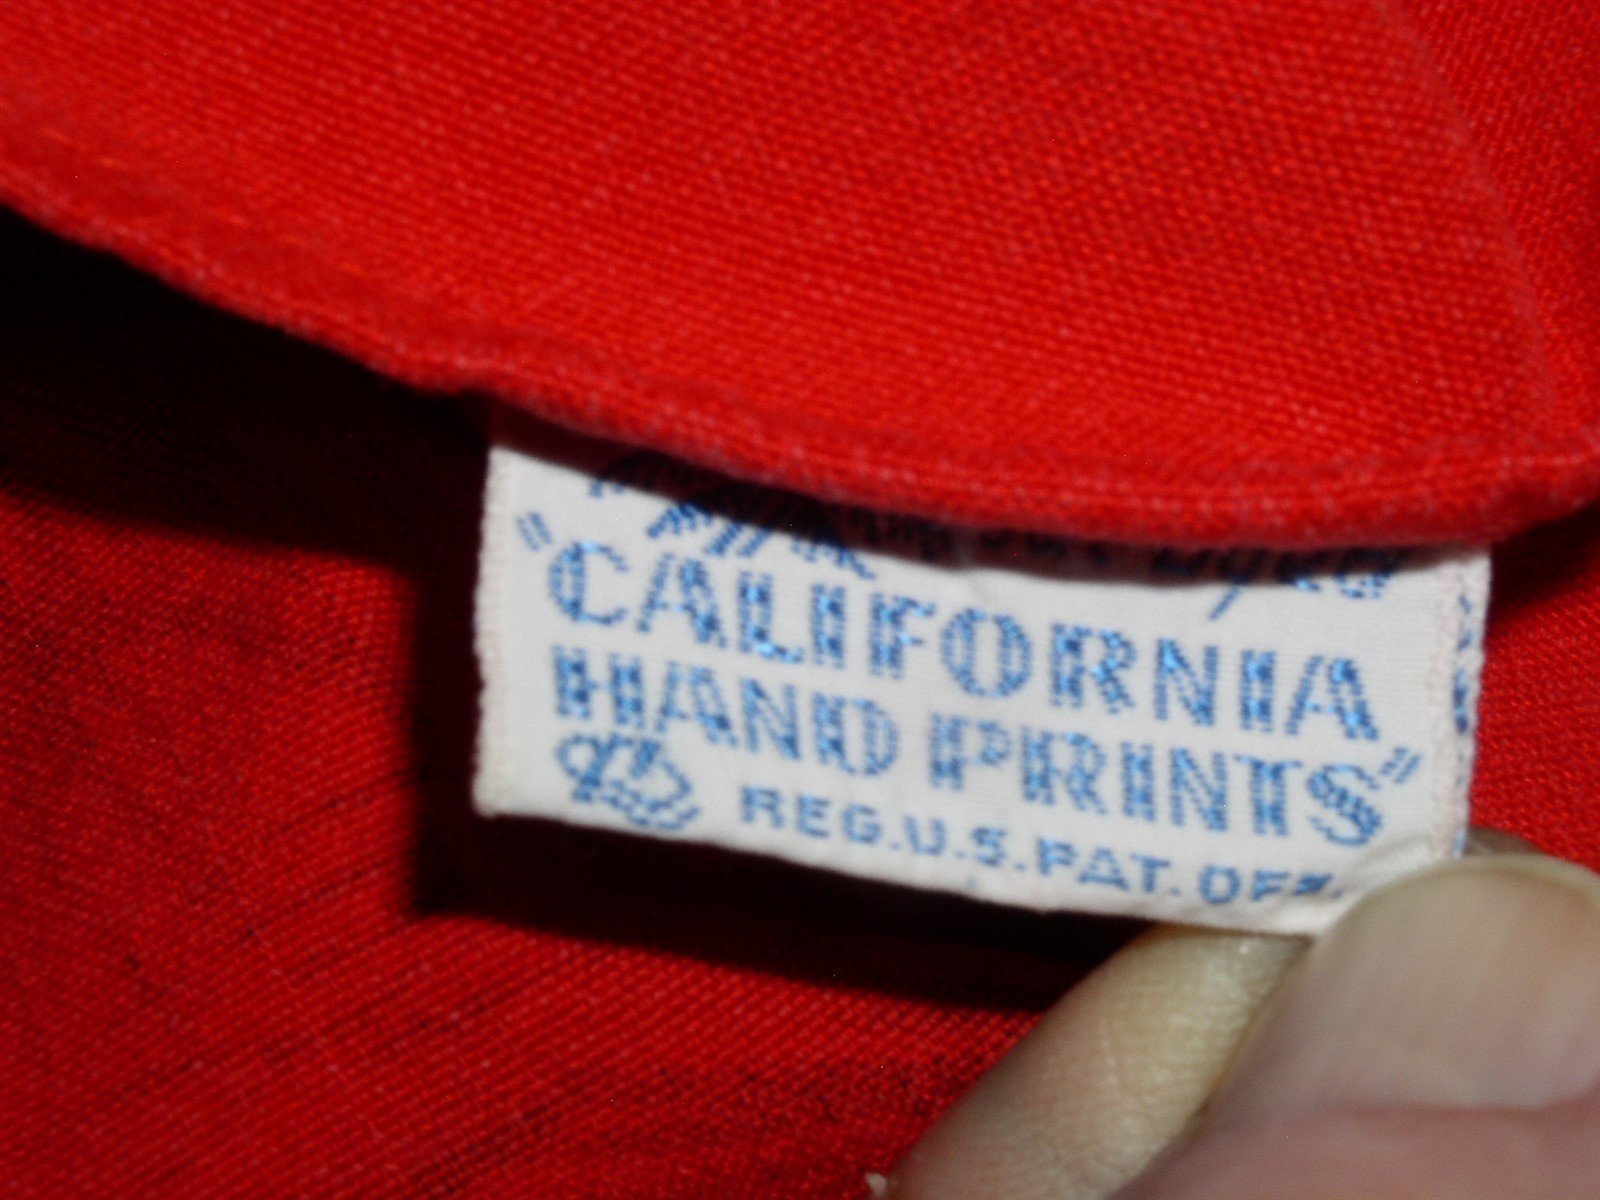 "CALIFORNIA
HAND PRINTS"
REG.U.S.PAT.OFF.